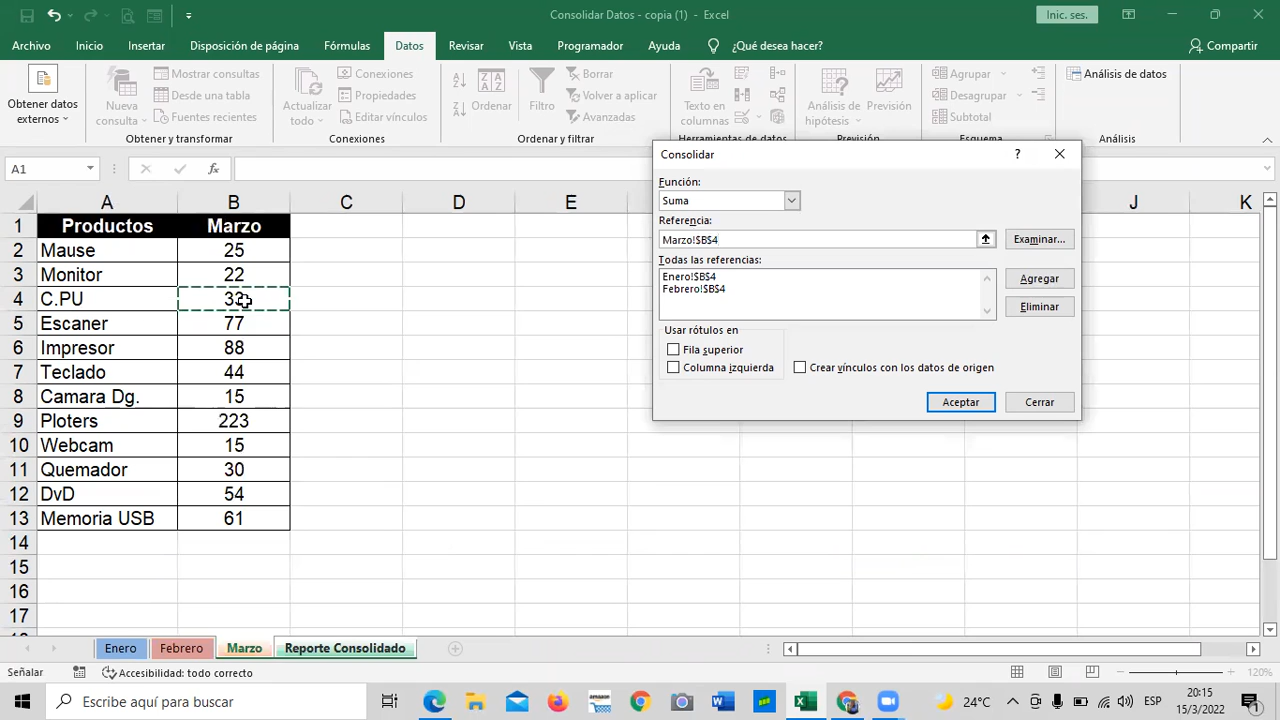 Consolidar Datos - copia (1) - Excel
Inic. ses.
Archivo Inicio Insertar Disposición de página Fórmulas Datos Revisar Vista Programador Ayuda ¿Qué desea hacer? Compartir
Obtener datos externos
Nueva consulta
Mostrar consultas
Desde una tabla
Fuentes recientes
Obtener y transformar
Actualizar todo
Conexiones
Propiedades
Editar vínculos
Conexiones
Ordenar
Filtro
Borrar
Volver a aplicar
Avanzadas
Ordenar y filtrar
Texto en columnas
Herramientas de datos
Análisis de hipótesis
Previsión
Previsión
Agrupar
Desagrupar
Subtotal
Esquema
Análisis de datos
Análisis
A1
fx
A B C D E J K
1 Productos Marzo
2 Mause 25
3 Monitor 22
4 C.PU
5 Escaner 77
6 Impresor 88
7 Teclado 44
8 Camara Dg. 15
9 Ploters 223
10 Webcam 15
11 Quemador 30
12 DvD 54
13 Memoria USB 61
14
15
16
17
Consolidar
?
Función:
Suma
Referencia:
Marzo!$B$4
Examinar...
Todas las referencias:
Enero!$B$4
Febrero!$B$4
Agregar
Eliminar
Usar rótulos en
Fila superior
Columna izquierda
Crear vínculos con los datos de origen
Aceptar
Cerrar
Enero Febrero Marzo Reporte Consolidado
Señalar
Accesibilidad: todo correcto
120%
Escribe aquí para buscar
24°C
ESP
20:15
15/3/2022